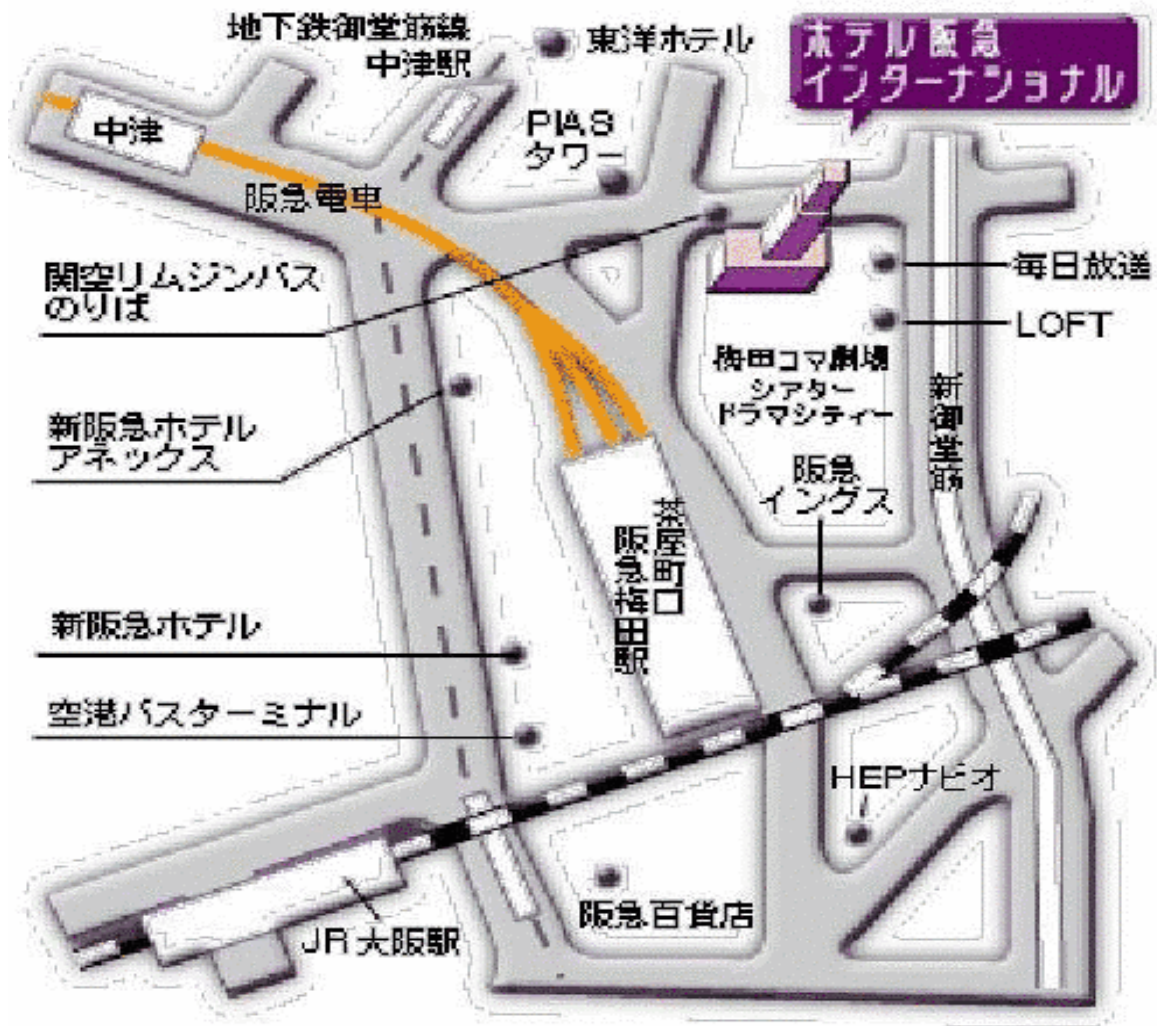 地下鉄御堂筋線
中津駅
東洋ホテル
ホテル阪急
インターナショナル
中津
PIAS
タワー
阪急電車
関空リムジンバス
のりば
毎日放送
LOFT
梅田コマ劇場
シアター
ドラマシティー
新御堂筋
新阪急ホテル
アネックス
阪急
イングス
茶屋町口
阪急梅田駅
新阪急ホテル
空港バスターミナル
HEPナビオ
阪急百貨店
JR大阪駅